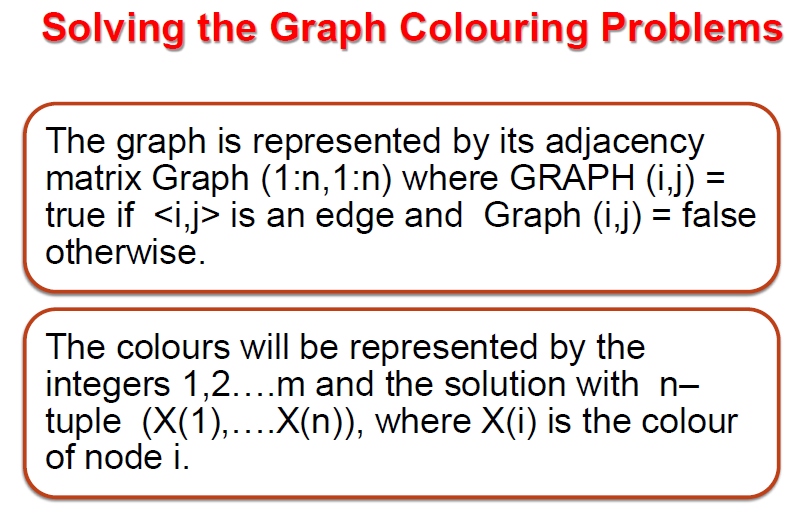 Solving the Graph Colouring Problems
The graph is represented by its adjacency
matrix Graph (1:n,1:n) where GRAPH (i,j) =
true if  <i,j> is an edge and  Graph (i,j) = false
otherwise.
The colours will be represented by the
integers 1,2….m and the solution with  n–
tuple  (X(1),….X(n)), where X(i) is the colour
of node i.